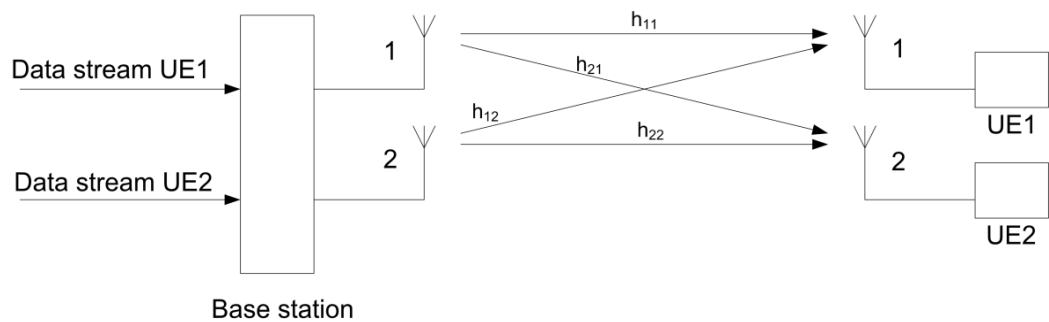 h11
1
1
Data stream UE1
h21
UE1
h12
h22
2
2
Data stream UE2
UE2
Base station